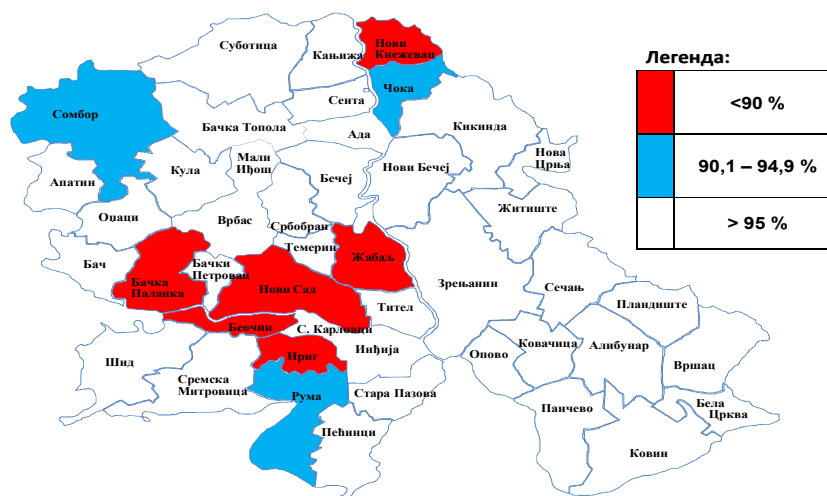 Суботица
Кањижа
Нови
Кнежевац
Чока
Сента
Сомбор
Бачка Топола
Ада
Кикинда
Нова
Црња
Мали
Иђош
Кула
Апатин
Бечеј
Нови Бечеј
Оџаци
Врбас
Србобран
Житиште
Темерин
Жабаљ
Бач
Бачки
Петровац
Бачка
Паланка
Нови Сад
Зрењанин
Сечањ
Тител
Пландиште
Беочин
С. Карловци
Инђија
Опово
Ковачица
Алибунар
Вршац
Шид
Ириг
Сремска
Митровица
Рума
Стара Пазова
Панчево
Бела
Црква
Пећинци
Ковин
Легенда:
<90 %
90,1 – 94,9 %
> 95 %